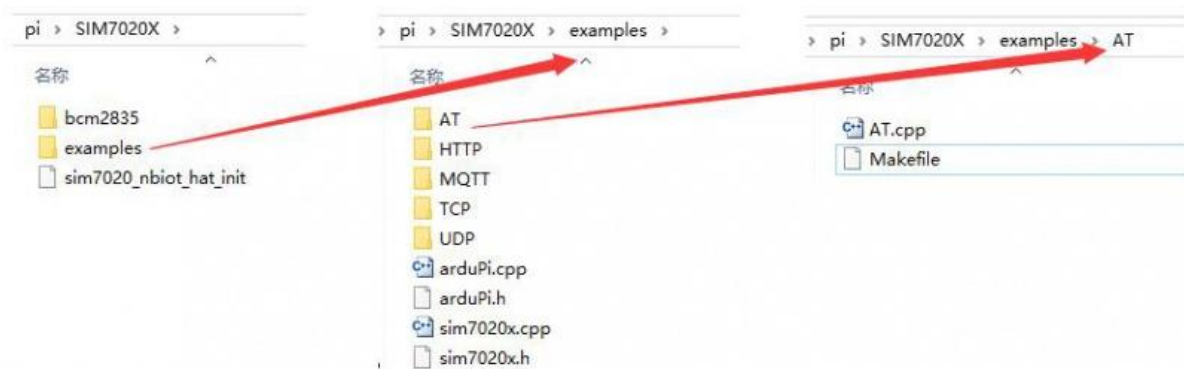 pi › SIM7020X ›
名称
bcm2835
examples
sim7020_nbiot_hat_init
› pi › SIM7020X › examples ›
名称
AT
HTTP
MQTT
TCP
UDP
arduPi.cpp
arduPi.h
sim7020x.cpp
sim7020x.h
› pi › SIM7020X › examples › AT
名称
AT.cpp
Makefile